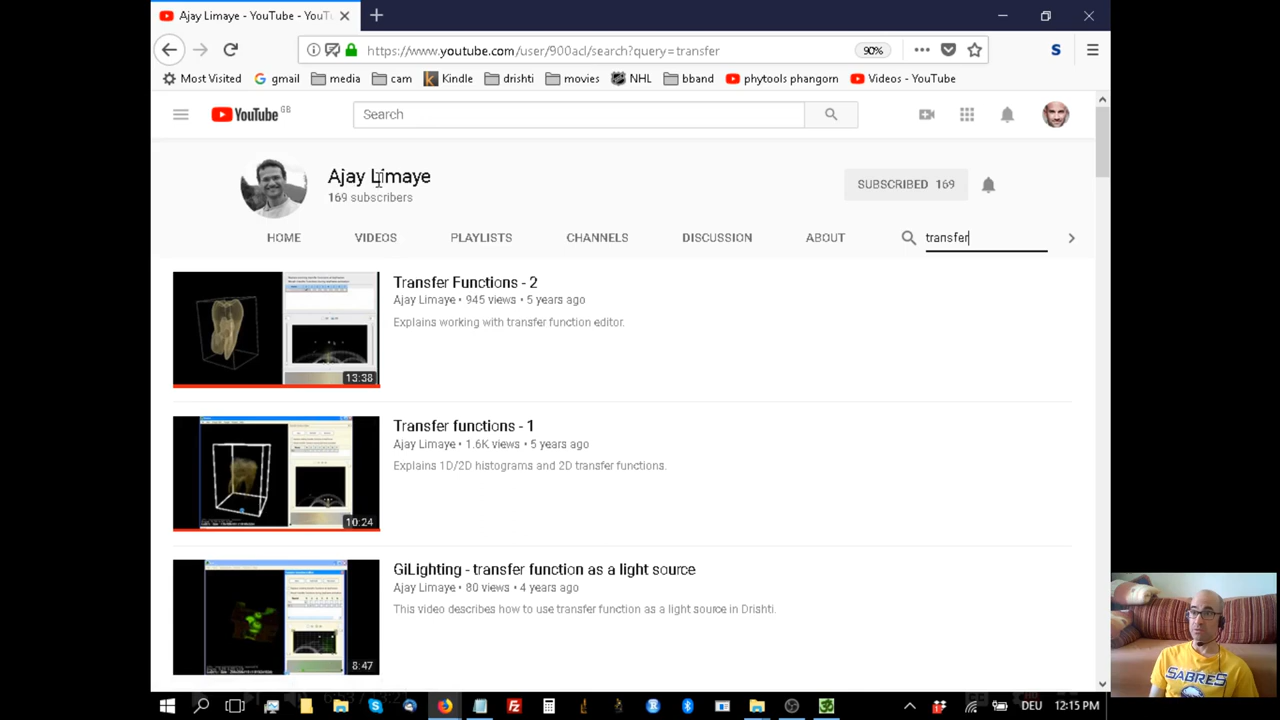 Ajay Limaye - YouTube - YouTu
https://www.youtube.com/user/900acl/search?query=transfer
90%
S
Most Visited
gmail
media
cam
Kindle
drishti
movies
NHL
bband
phytools phangorn
Videos - YouTube
YouTube GB
Search
Ajay Limaye
169 subscribers
SUBSCRIBED 169
HOME
VIDEOS
PLAYLISTS
CHANNELS
DISCUSSION
ABOUT
transfer
Transfer Functions - 2
Ajay Limaye • 945 views • 5 years ago
Explains working with transfer function editor.
13:38
Transfer functions - 1
Ajay Limaye • 1.6K views • 5 years ago
Explains 1D/2D histograms and 2D transfer functions.
10:24
GiLighting - transfer function as a light source
Ajay Limaye • 80 views • 4 years ago
This video describes how to use transfer function as a light source in Drishti.
8:47
SABRES
DEU
12:15 PM